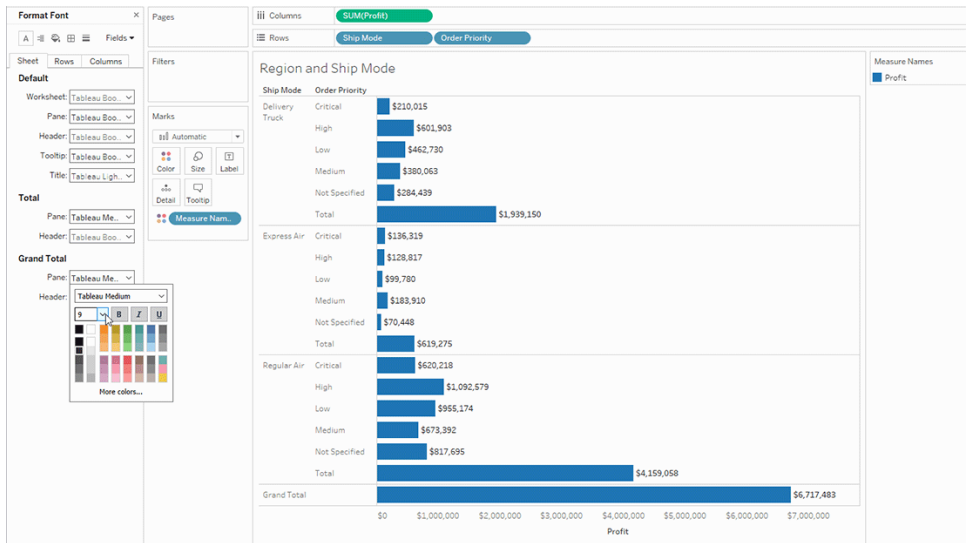 Format Font ×
A Fields
Sheet Rows Columns
Default
Worksheet: Tableau Boo..
Pane: Tableau Boo..
Header: Tableau Boo..
Tooltip: Tableau Boo..
Title: Tableau Ligh..
Total
Pane: Tableau Me..
Header: Tableau Boo..
Grand Total
Pane: Tableau Me..
Header:
Tableau Medium
9 B I U
More colors...
Pages
Filters
Marks
Automatic
Color Size Label
Detail Tooltip
Measure Nam..
Columns SUM(Profit)
Rows Ship Mode Order Priority
Region and Ship Mode
Ship Mode Order Priority
Delivery Truck Critical $210,015
High $601,903
Low $462,730
Medium $380,063
Not Specified $284,439
Total $1,939,150
Express Air Critical $136,319
High $128,817
Low $99,780
Medium $183,910
Not Specified $70,448
Total $619,275
Regular Air Critical $620,218
High $1,092,579
Low $955,174
Medium $673,392
Not Specified $817,695
Total $4,159,058
Grand Total $6,717,483
$0 $1,000,000 $2,000,000 $3,000,000 $4,000,000 $5,000,000 $6,000,000 $7,000,000
Profit
Measure Names
Profit